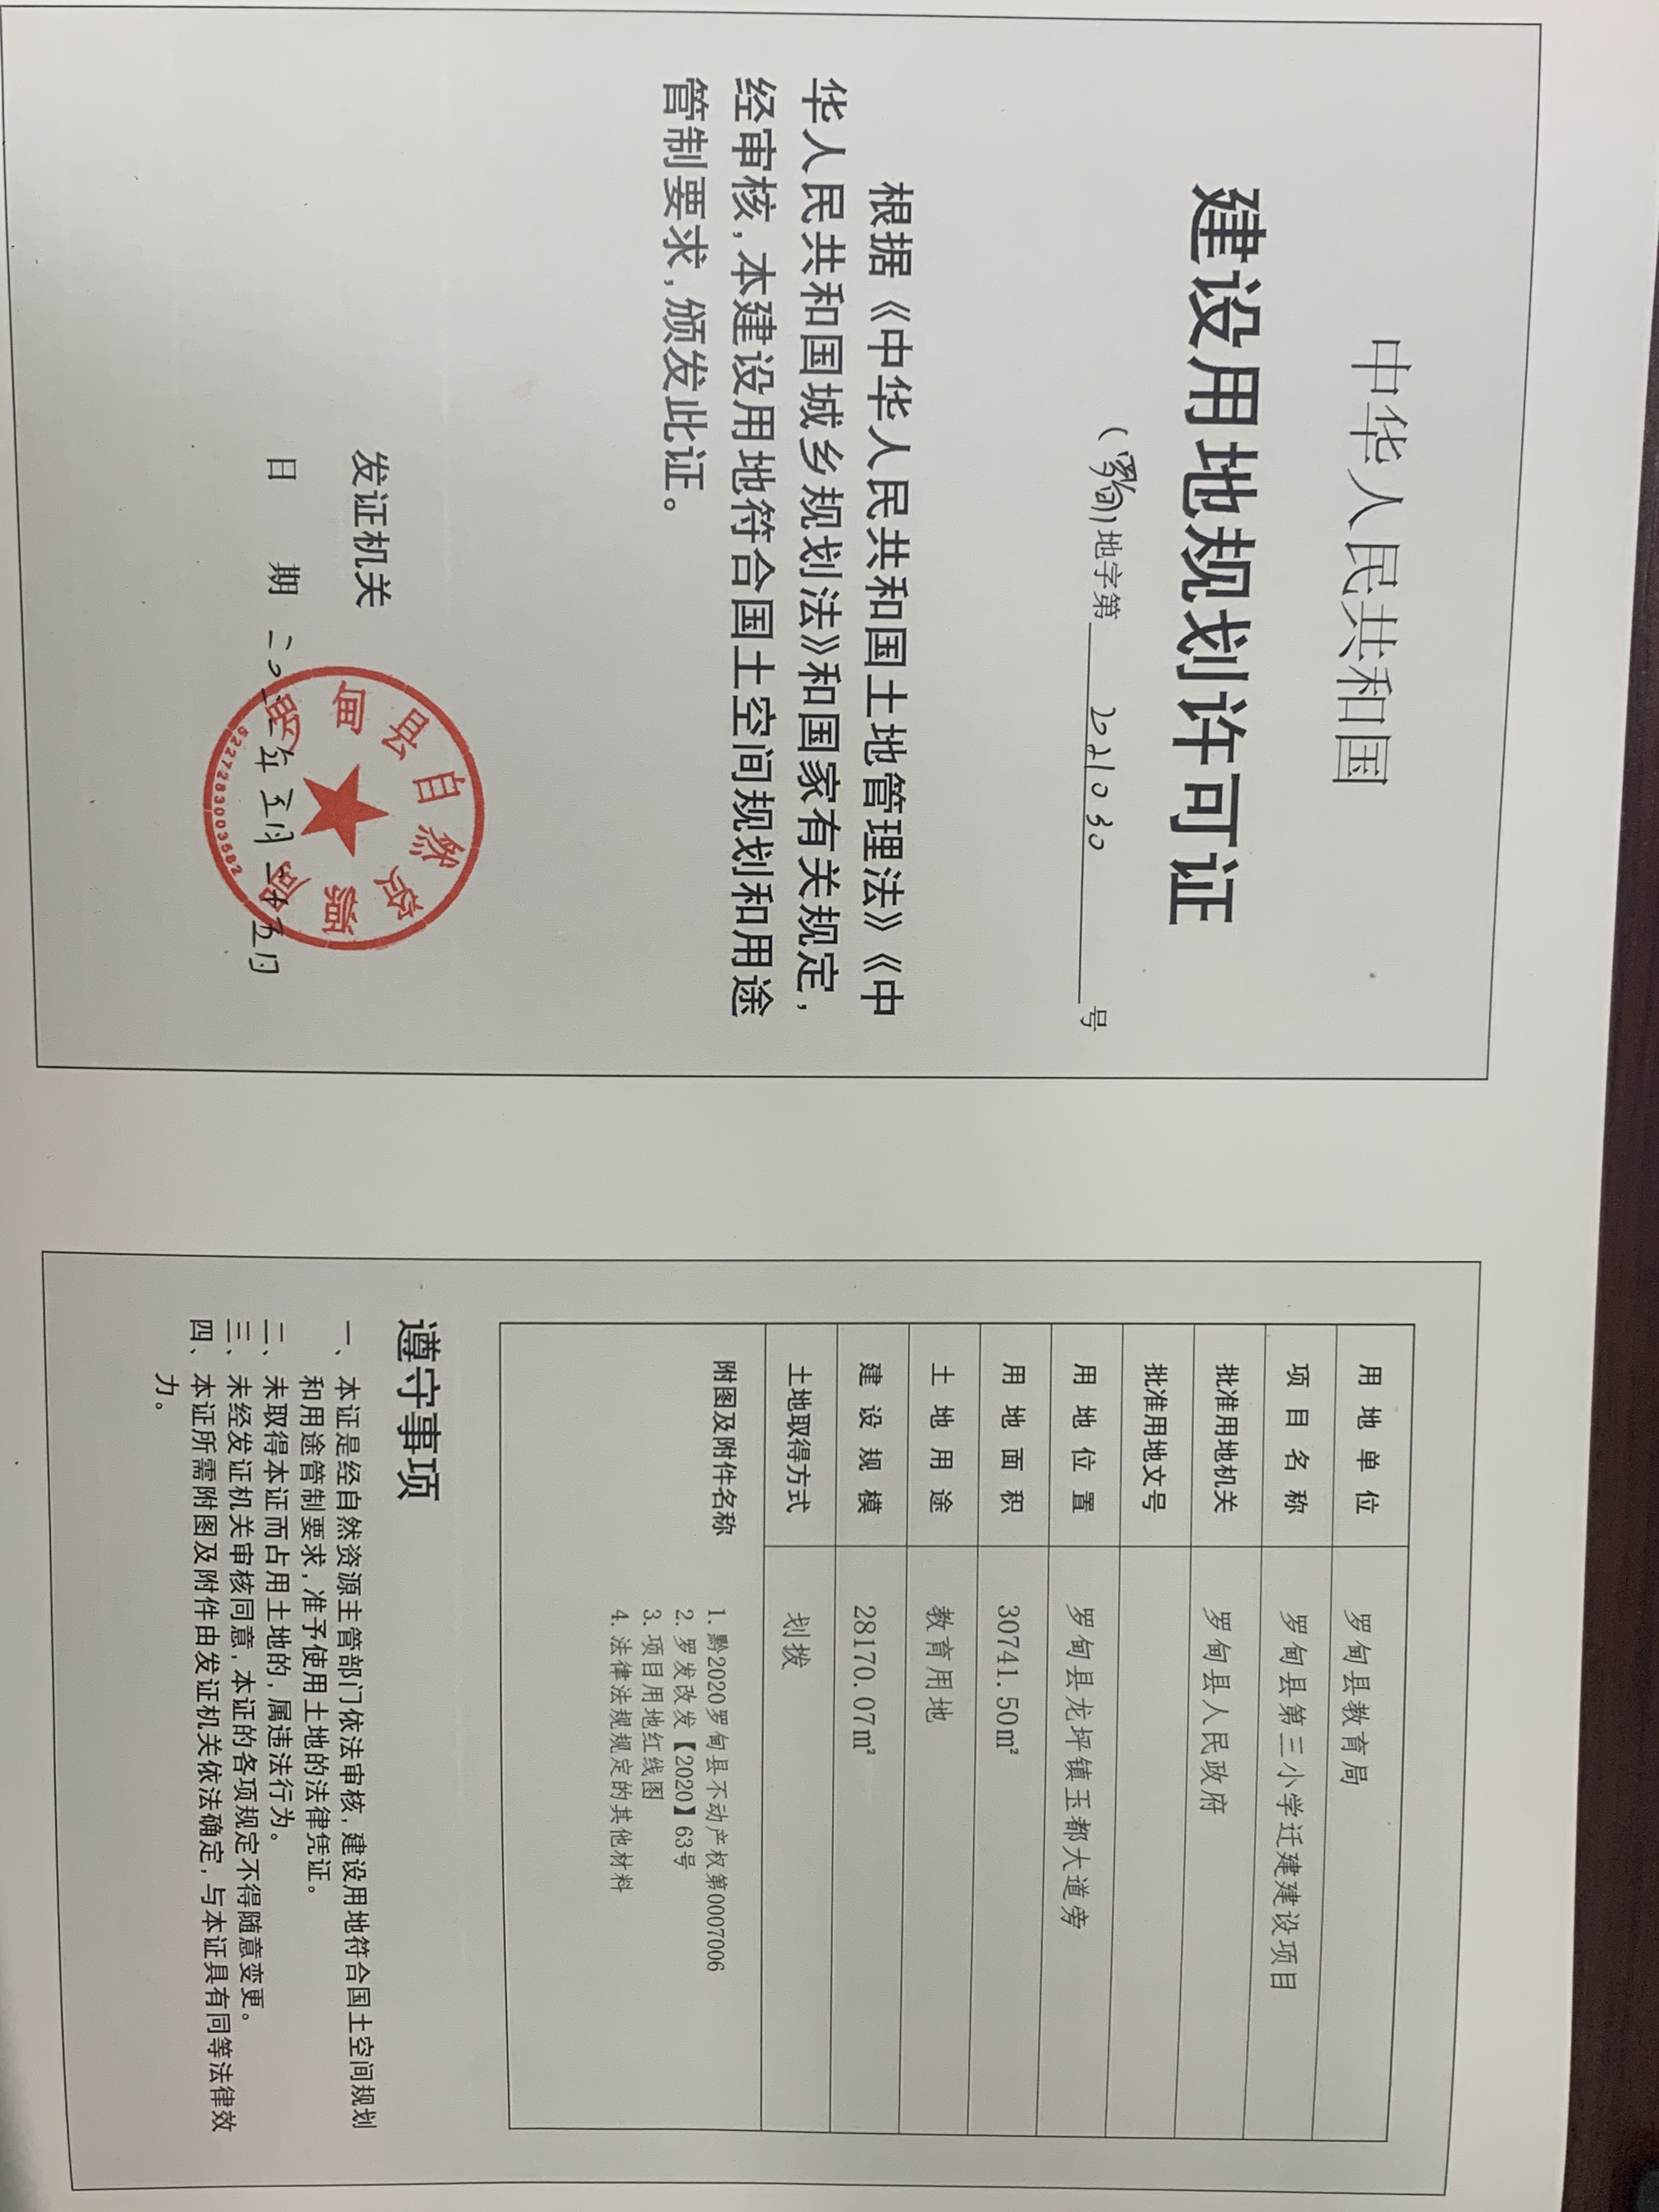 中华人民共和国
建设用地规划许可证
(罗甸)地字第 2021030 号
根据《中华人民共和国土地管理法》《中
华人民共和国城乡规划法》和国家有关规定,
经审核,本建设用地符合国土空间规划和用途
管制要求,颁发此证。
发证机关
日 期
罗甸县自然资源局
5227283003682
用地单位 罗甸县教育局
项目名称 罗甸县第三小学迁建建设项目
批准用地机关 罗甸县人民政府
批准用地文号
用地位置 罗甸县龙坪镇玉都大道旁
用地面积 30741.50m²
土地用途 教育用地
建设规模 28170.07m²
土地取得方式 划拨
附图及附件名称
1.黔2020罗甸县不动产权第0007006
2.罗发改发【2020】63号
3.项目用地红线图
4.法律法规规定的其他材料
遵守事项
一、本证是经自然资源主管部门依法审核,建设用地符合国土空间规划
和用途管制要求,准予使用土地的法律凭证。
二、未取得本证而占用土地的,属违法行为。
三、未经发证机关审核同意,本证的各项规定不得随意变更。
四、本证所需附图及附件由发证机关依法确定,与本证具有同等法律效
力。